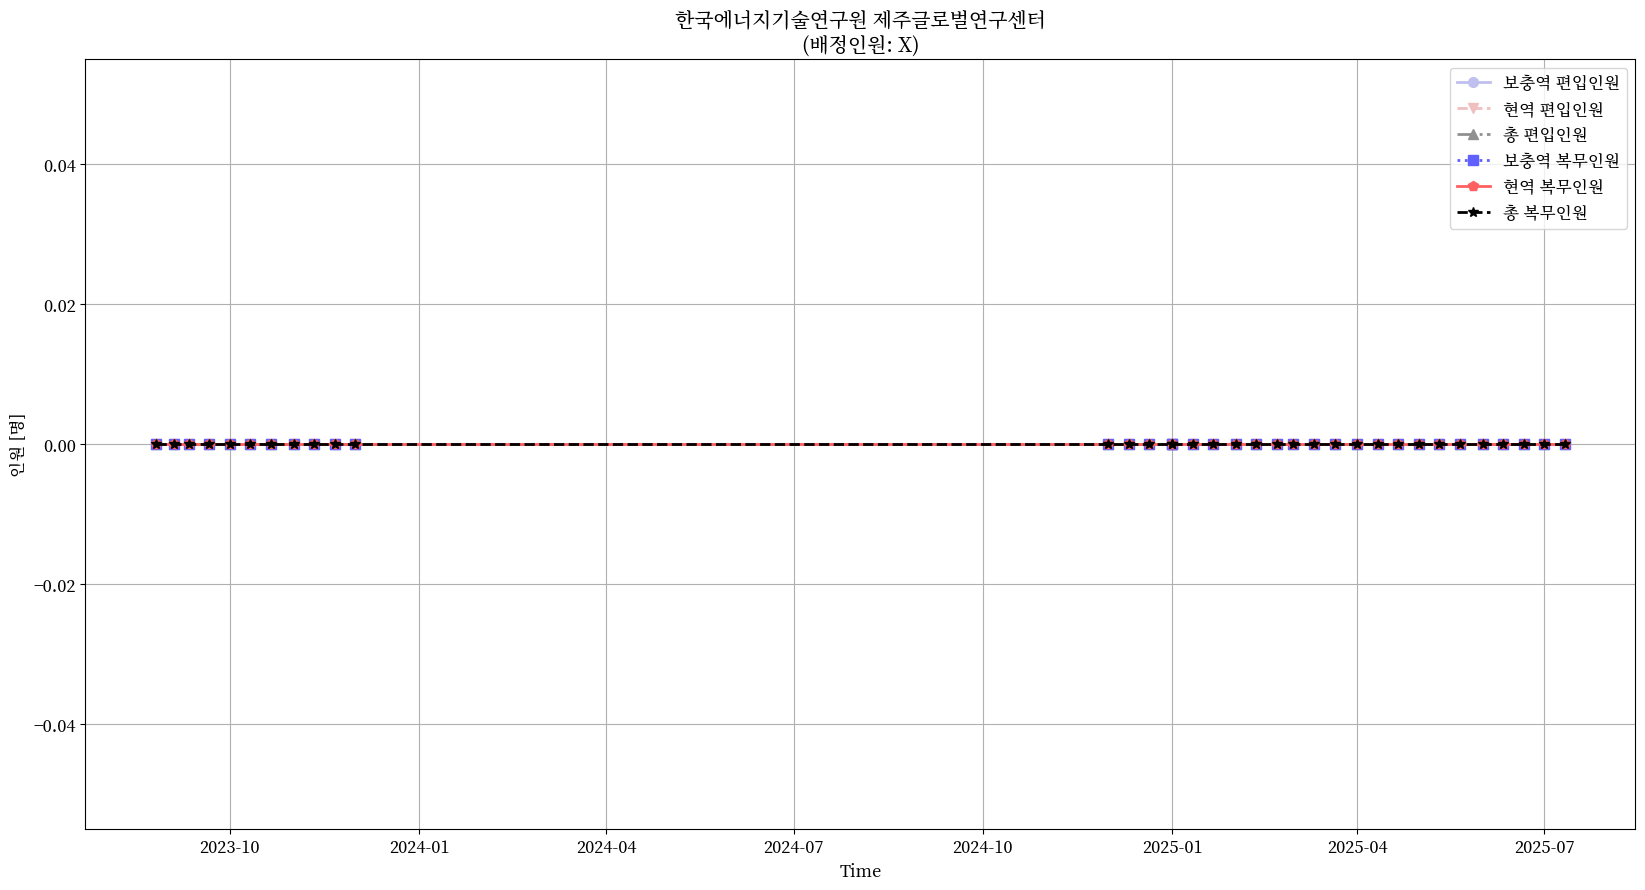 한국에너지기술연구원 제주글로벌연구센터
(배정인원: X)
보충역 편입인원
현역 편입인원
총 편입인원
보충역 복무인원
현역 복무인원
총 복무인원
0.04
0.02
0.00
−0.02
−0.04
인원 [명]
2023-10
2024-01
2024-04
2024-07
2024-10
2025-01
2025-04
2025-07
Time